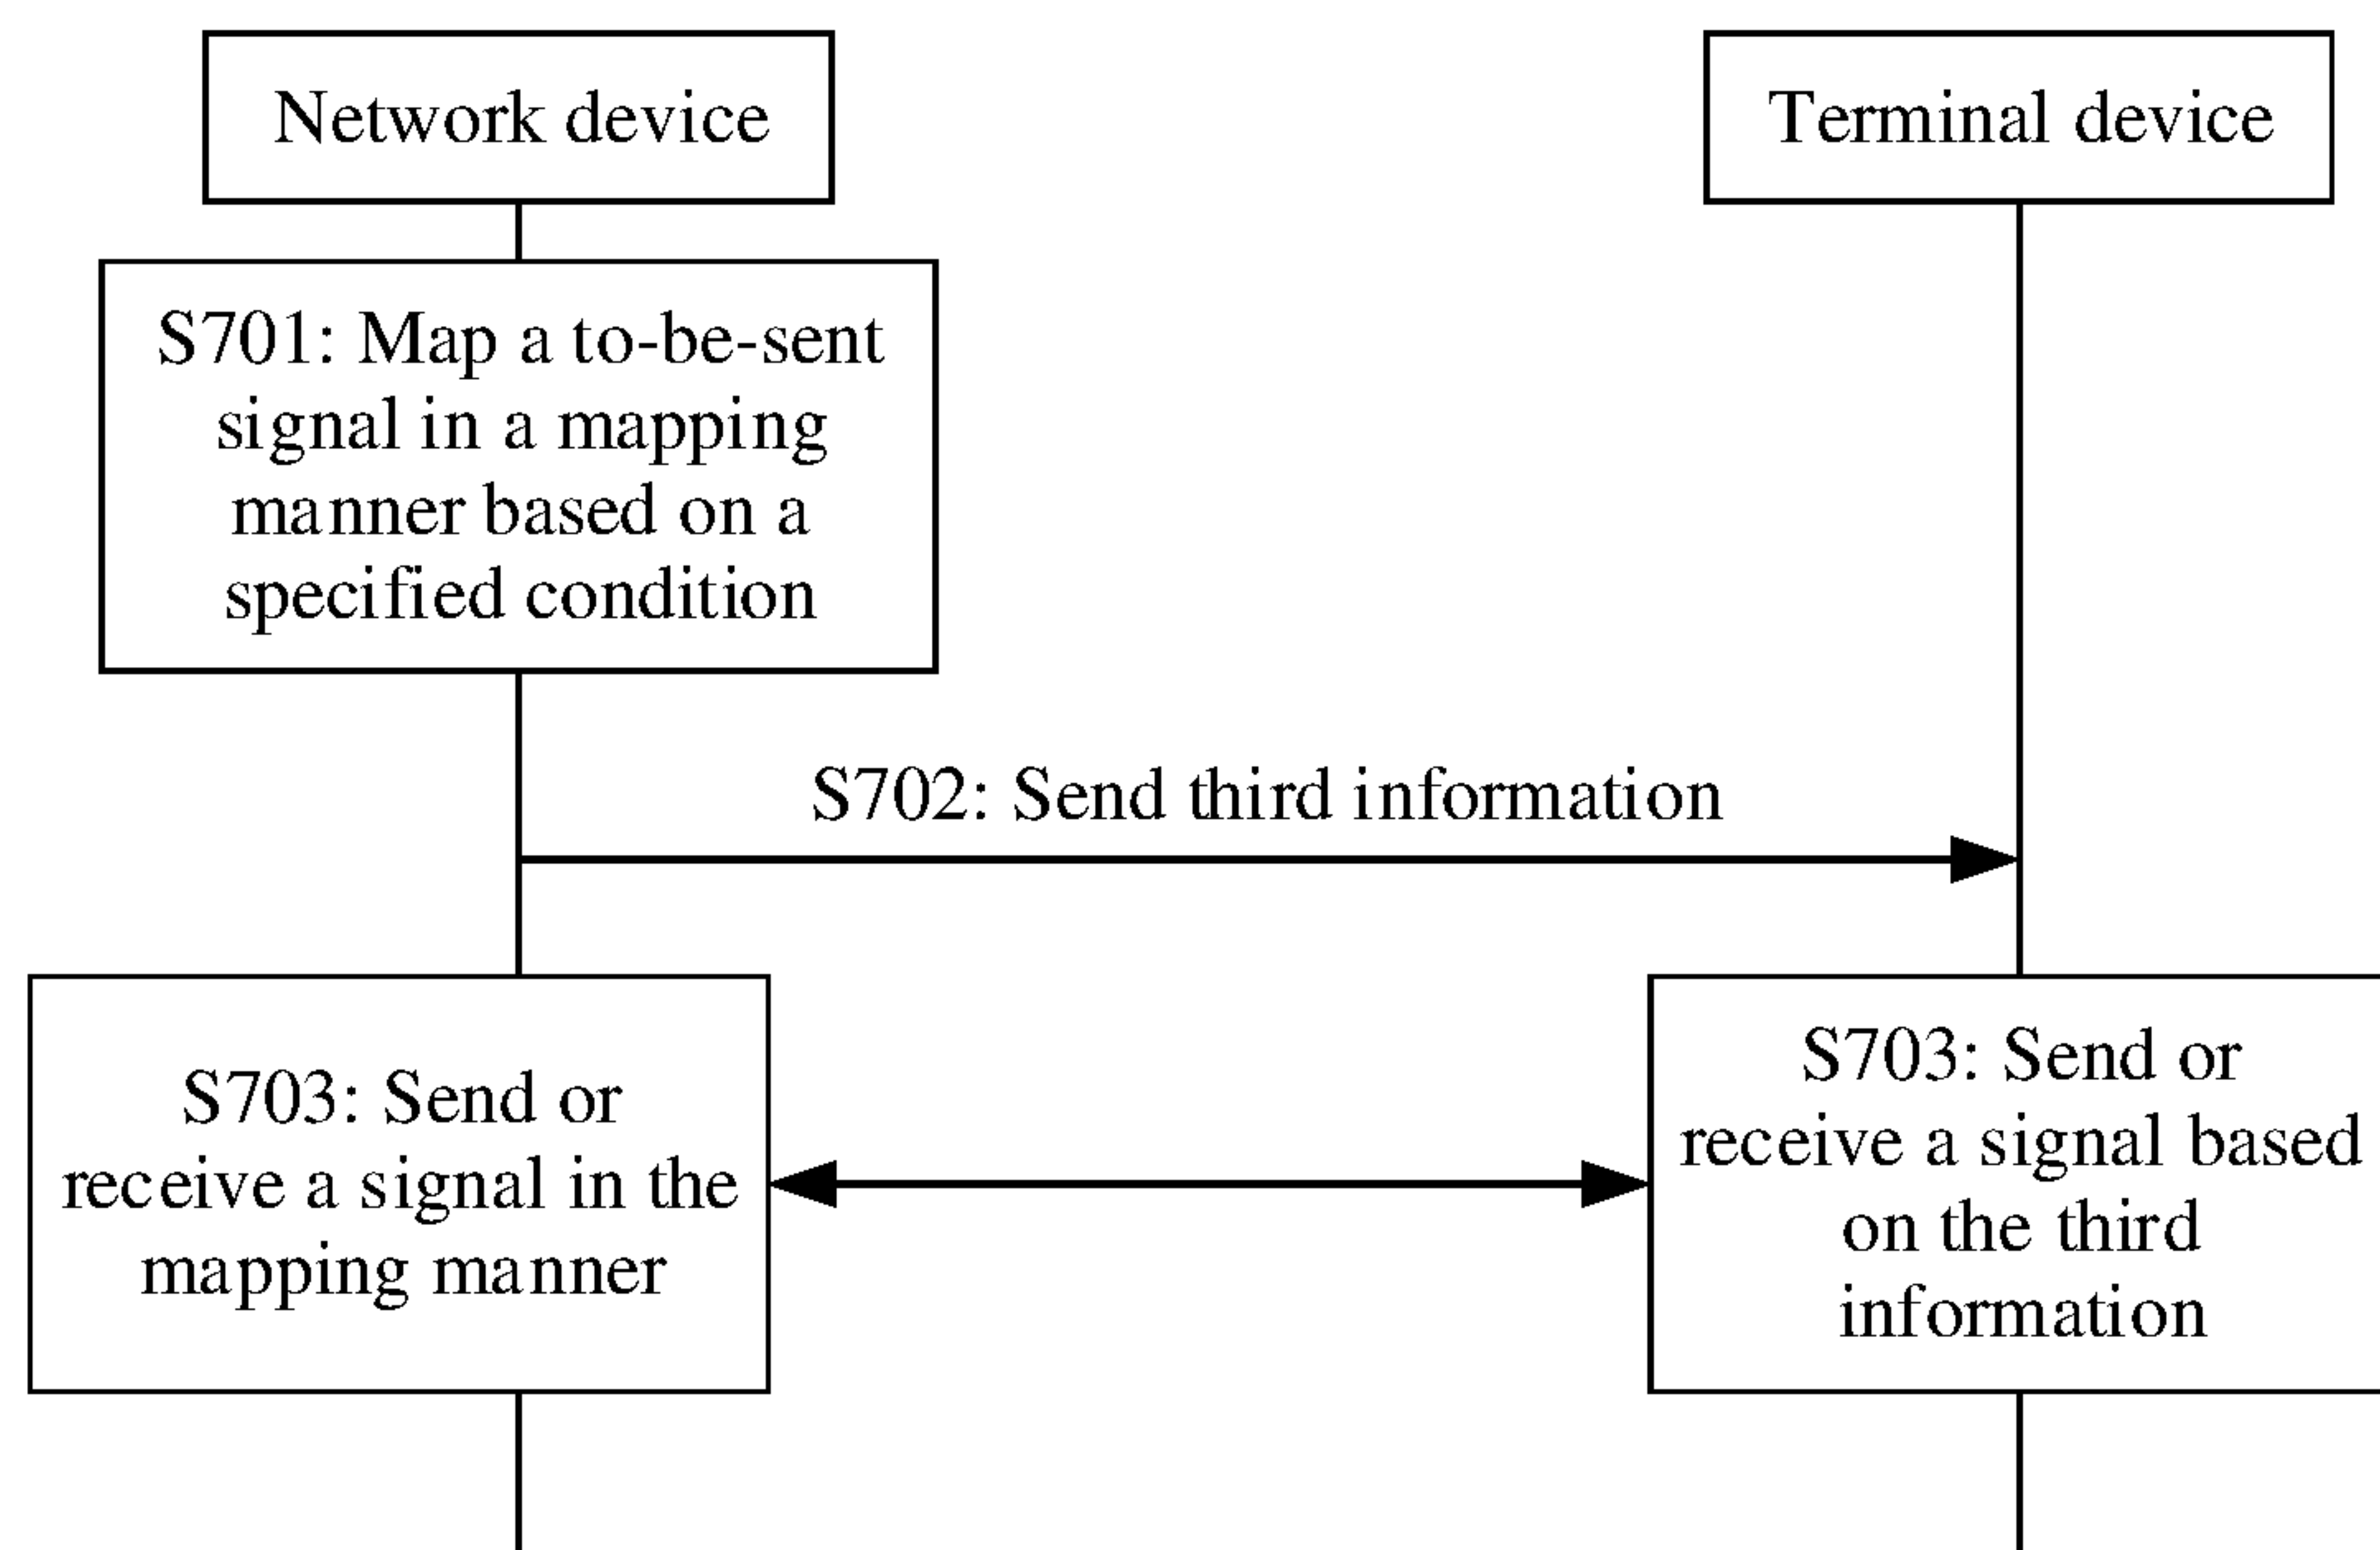 Network device
Terminal device
S701: Map a to-be-sent
signal in a mapping
manner based on a
specified condition
S702: Send third information
S703: Send or
receive a signal in the
mapping manner
S703: Send or
receive a signal based
on the third
information